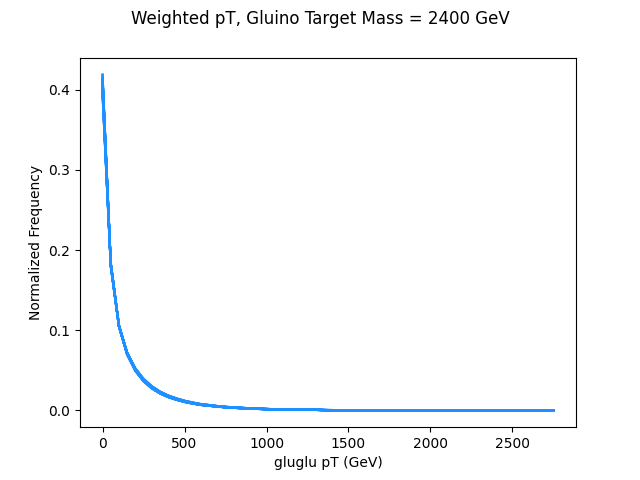 Weighted pT, Gluino Target Mass = 2400 GeV
0.4
0.3
0.2
0.1
0.0
Normalized Frequency
0 500 1000 1500 2000 2500
gluglu pT (GeV)